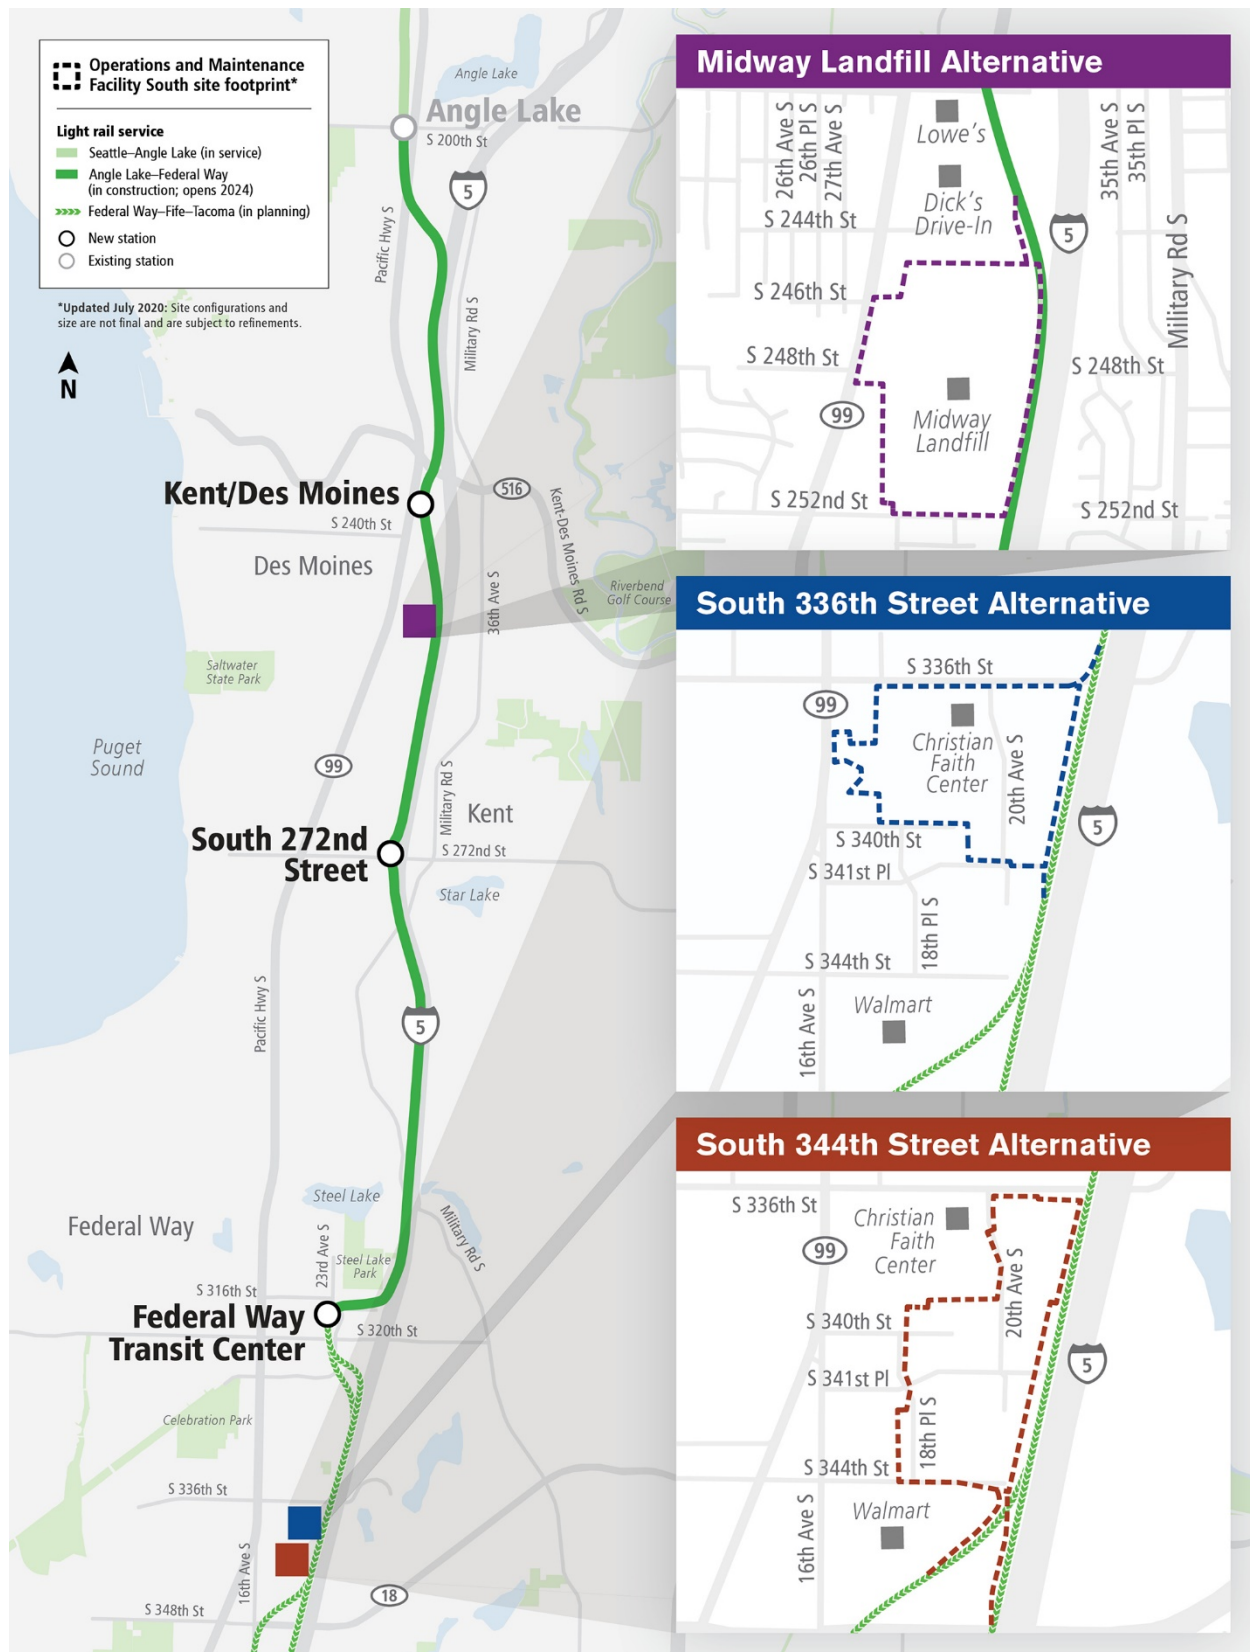 Operations and Maintenance
Facility South site footprint*
Light rail service
Seattle–Angle Lake (in service)
Angle Lake–Federal Way
(in construction; opens 2024)
Federal Way–Fife–Tacoma (in planning)
New station
Existing station
*Updated July 2020: Site configurations and
size are not final and are subject to refinements.
N
Angle Lake
Angle Lake
S 200th St
5
Pacific Hwy S
Military Rd S
Kent/Des Moines
516
S 240th St
Kent-Des Moines Rd S
Des Moines
36th Ave S
Riverbend
Golf Course
Saltwater
State Park
Puget
Sound
99
Military Rd S
Kent
South 272nd
Street
S 272nd St
Star Lake
Pacific Hwy S
5
Steel Lake
Federal Way
23rd Ave S
Military Rd S
Steel Lake
Park
S 316th St
Federal Way
Transit Center
S 320th St
Celebration Park
S 336th St
16th Ave S
18
S 348th St
Midway Landfill Alternative
26th Ave S
26th Pl S
27th Ave S
Lowe's
35th Ave S
35th Pl S
Dick's
Drive-In
S 244th St
5
Military Rd S
S 246th St
S 248th St
S 248th St
99
Midway
Landfill
S 252nd St
S 252nd St
South 336th Street Alternative
S 336th St
99
Christian
Faith
Center
20th Ave S
5
S 340th St
S 341st Pl
18th Pl S
S 344th St
16th Ave S
Walmart
South 344th Street Alternative
S 336th St
Christian
Faith
Center
99
20th Ave S
S 340th St
5
S 341st Pl
18th Pl S
S 344th St
16th Ave S
Walmart